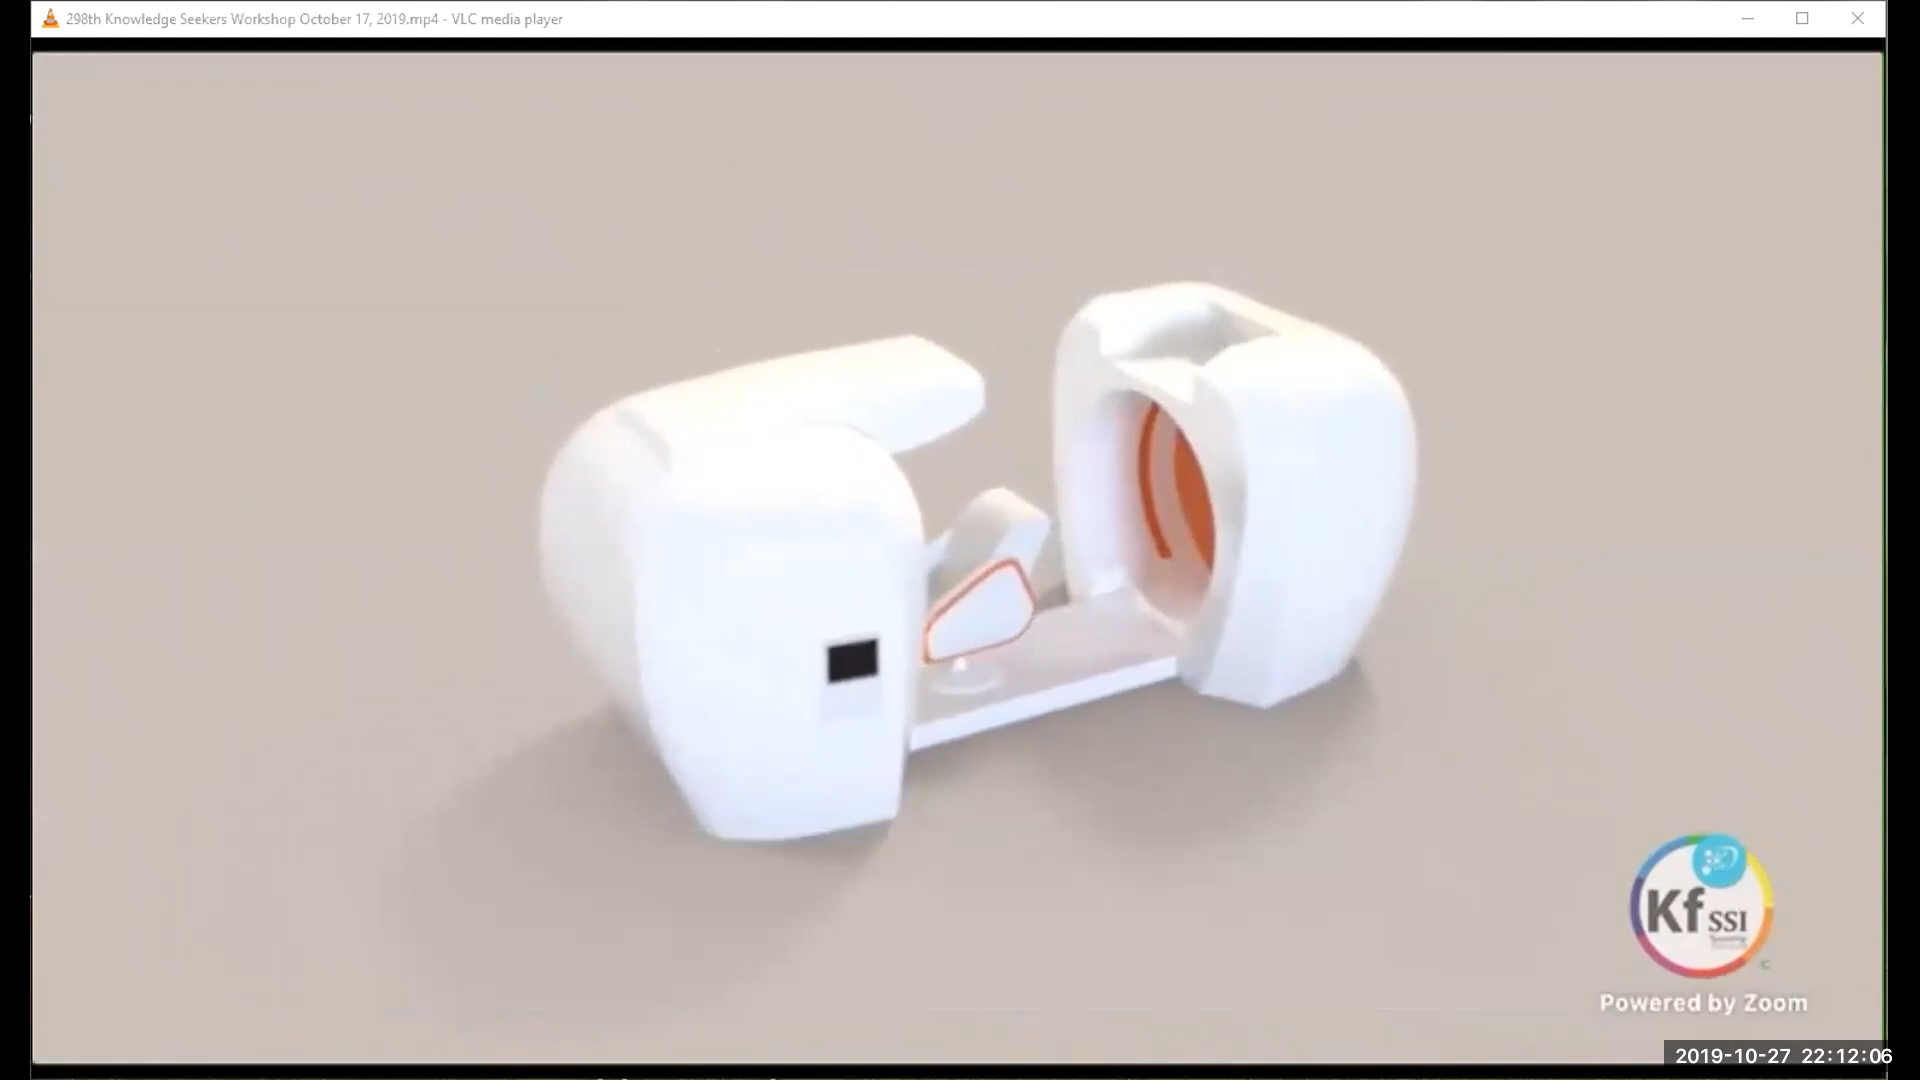 298th Knowledge Seekers Workshop October 17, 2019.mp4 - VLC media player
Kf SSI
Powered by Zoom
2019-10-27 22:12:06